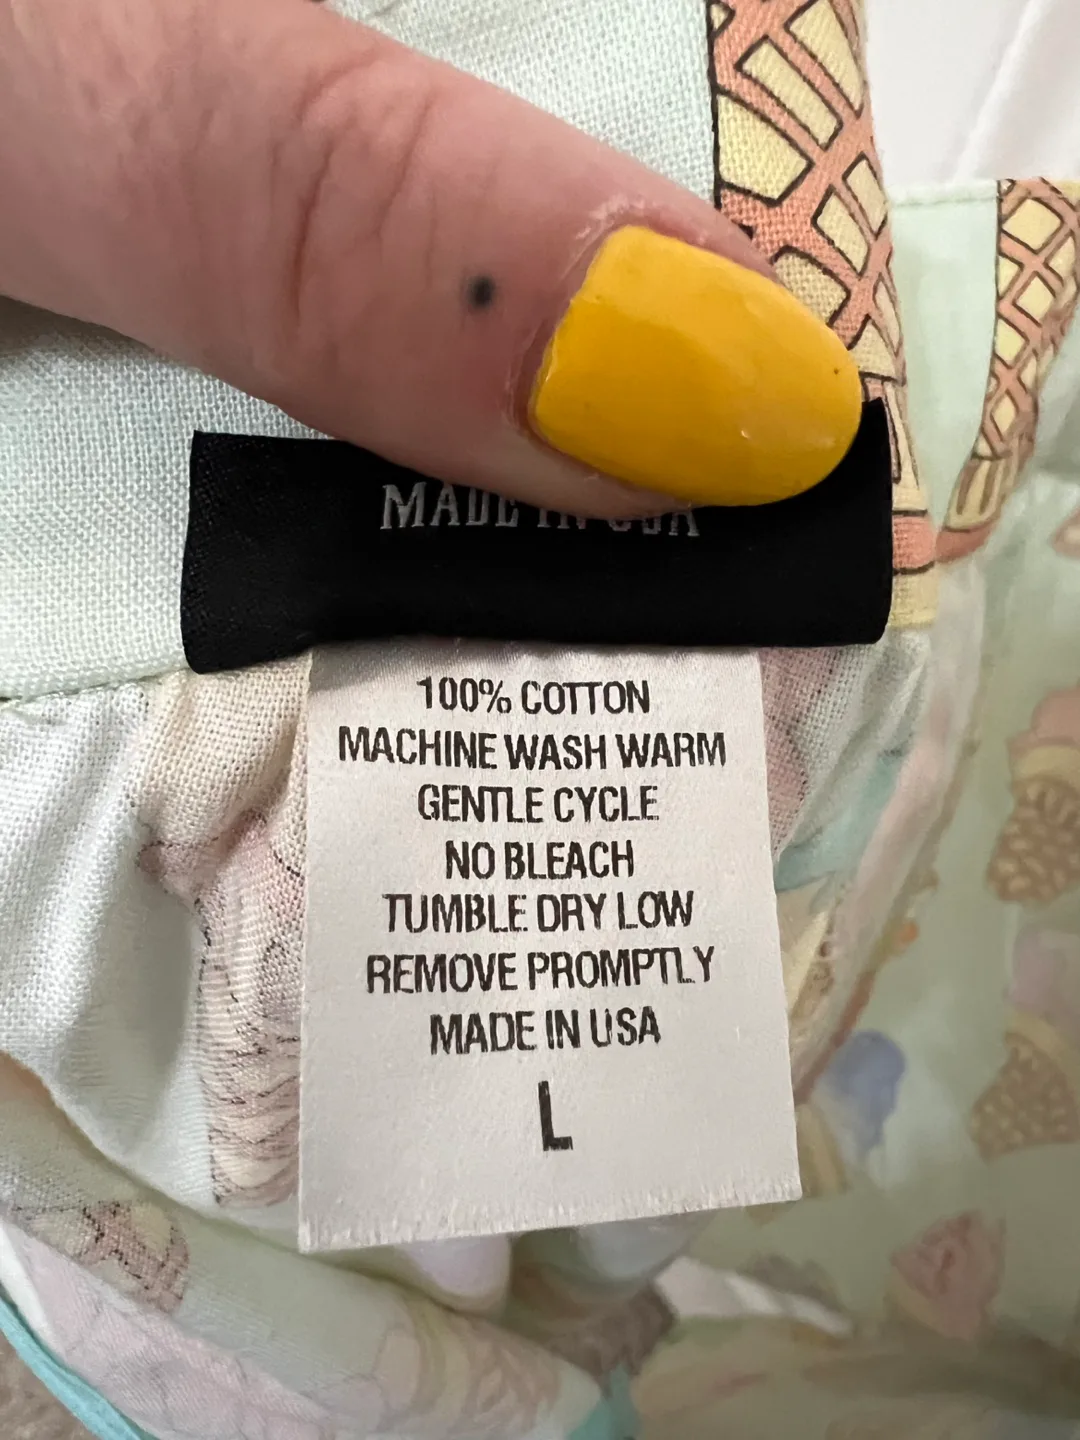 MADE IN USA
100% COTTON
MACHINE WASH WARM
GENTLE CYCLE
NO BLEACH
TUMBLE DRY LOW
REMOVE PROMPTLY
MADE IN USA
L